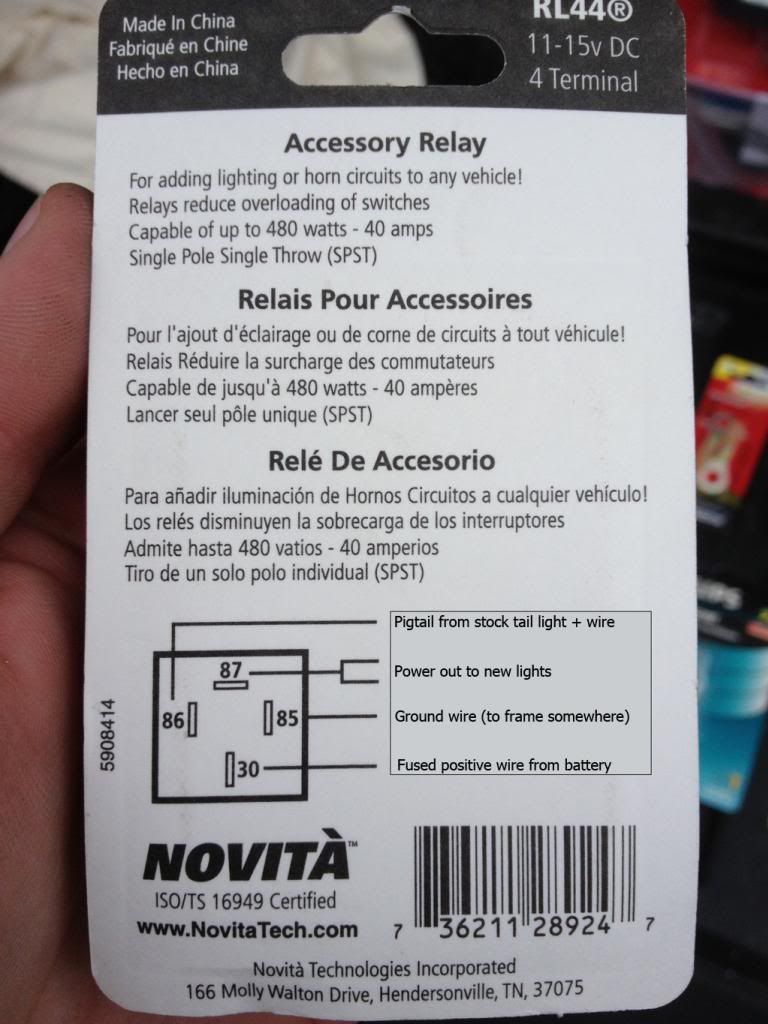 Made In China
Fabriqué en Chine
Hecho en China
RL44®
11-15v DC
4 Terminal
Accessory Relay
For adding lighting or horn circuits to any vehicle!
Relays reduce overloading of switches
Capable of up to 480 watts - 40 amps
Single Pole Single Throw (SPST)
Relais Pour Accessoires
Pour l'ajout d'éclairage ou de corne de circuits à tout véhicule!
Relais Réduire la surcharge des commutateurs
Capable de jusqu'à 480 watts - 40 ampères
Lancer seul pôle unique (SPST)
Relé De Accesorio
Para añadir iluminación de Hornos Circuitos a cualquier vehículo!
Los relés disminuyen la sobrecarga de los interruptores
Admite hasta 480 vatios - 40 amperios
Tiro de un solo polo individual (SPST)
Pigtail from stock tail light + wire
87
Power out to new lights
86
85
Ground wire (to frame somewhere)
30
Fused positive wire from battery
5908414
NOVITÀ™
ISO/TS 16949 Certified
www.NovitaTech.com
7 36211 28924 7
Novità Technologies Incorporated
166 Molly Walton Drive, Hendersonville, TN, 37075